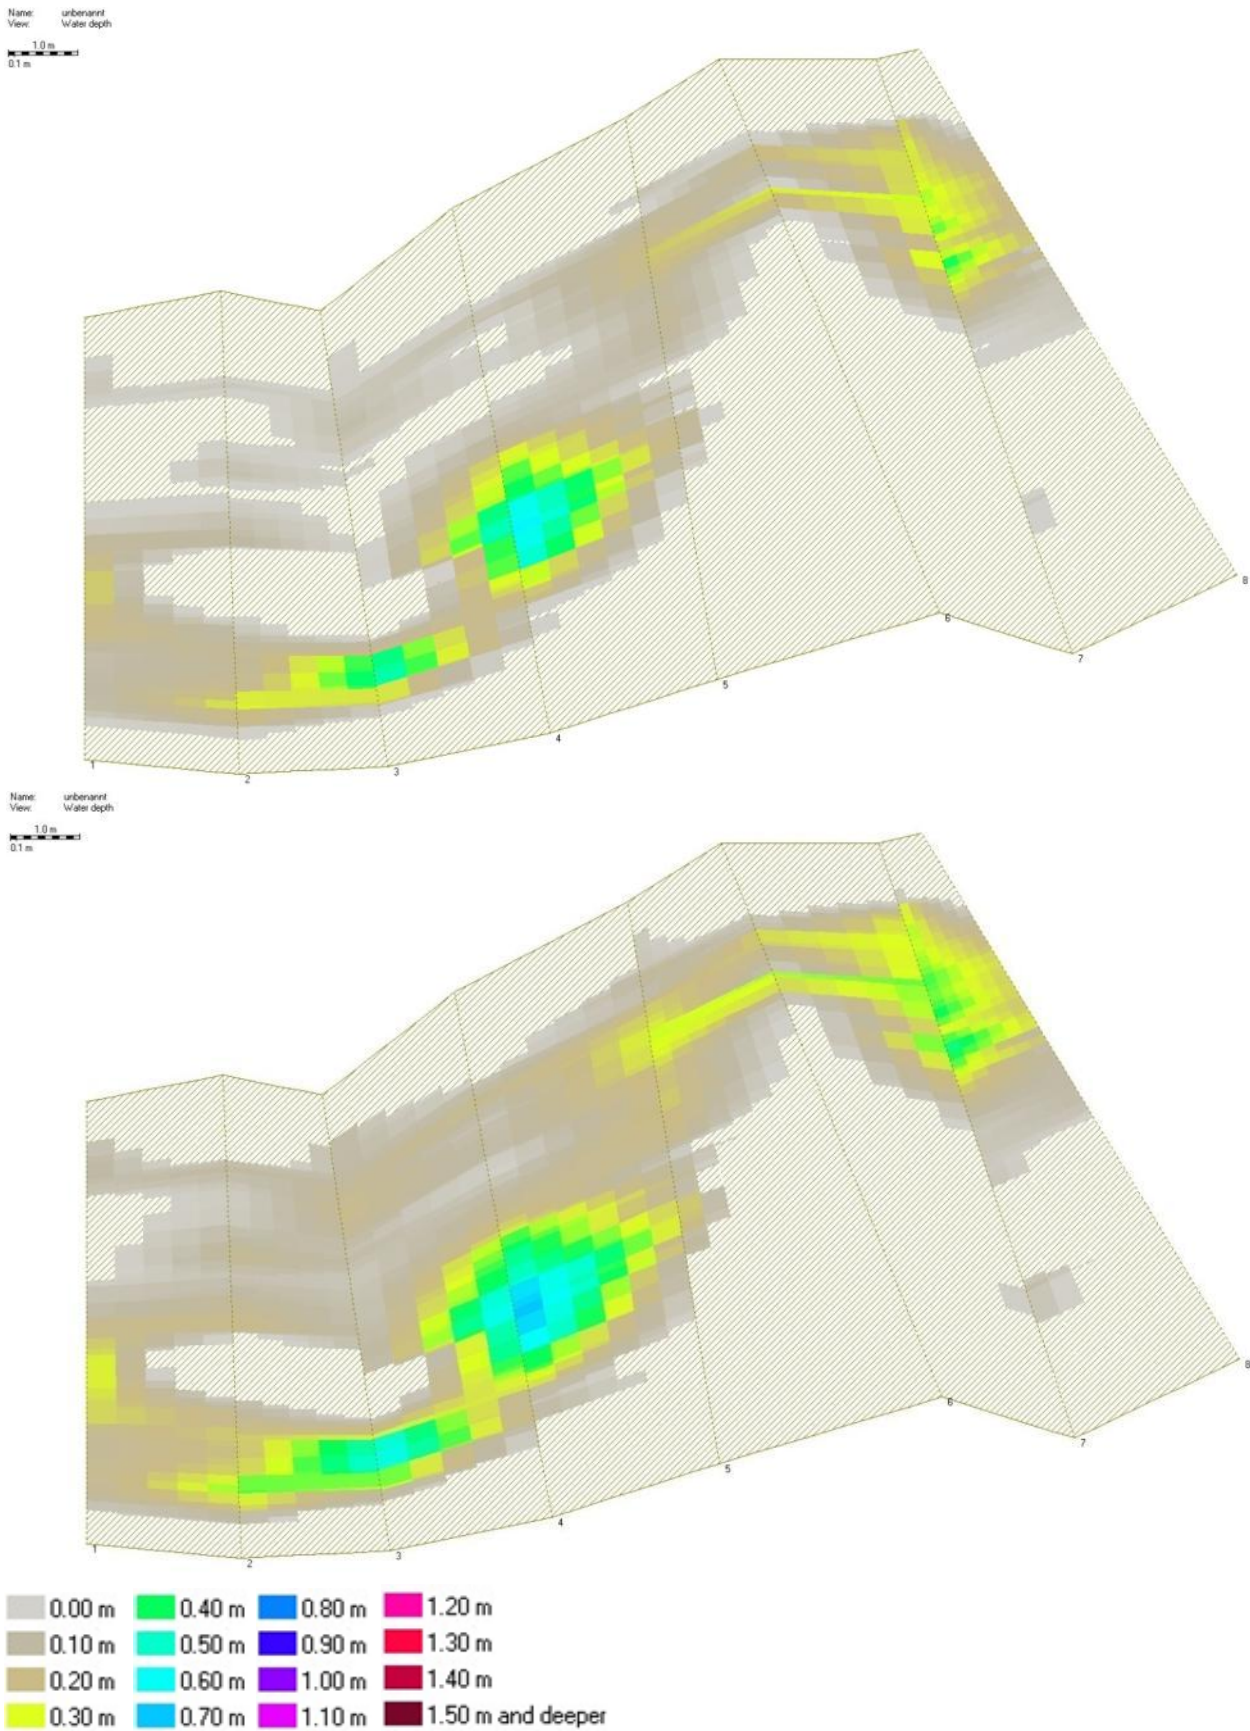 Name: unbenannt
View: Water depth
1.0 m
0.1 m
8
6
7
5
4
1
2
3
Name: unbenannt
View: Water depth
1.0 m
0.1 m
8
6
7
5
4
1
2
3
0.00 m 0.40 m 0.80 m 1.20 m
0.10 m 0.50 m 0.90 m 1.30 m
0.20 m 0.60 m 1.00 m 1.40 m
0.30 m 0.70 m 1.10 m 1.50 m and deeper